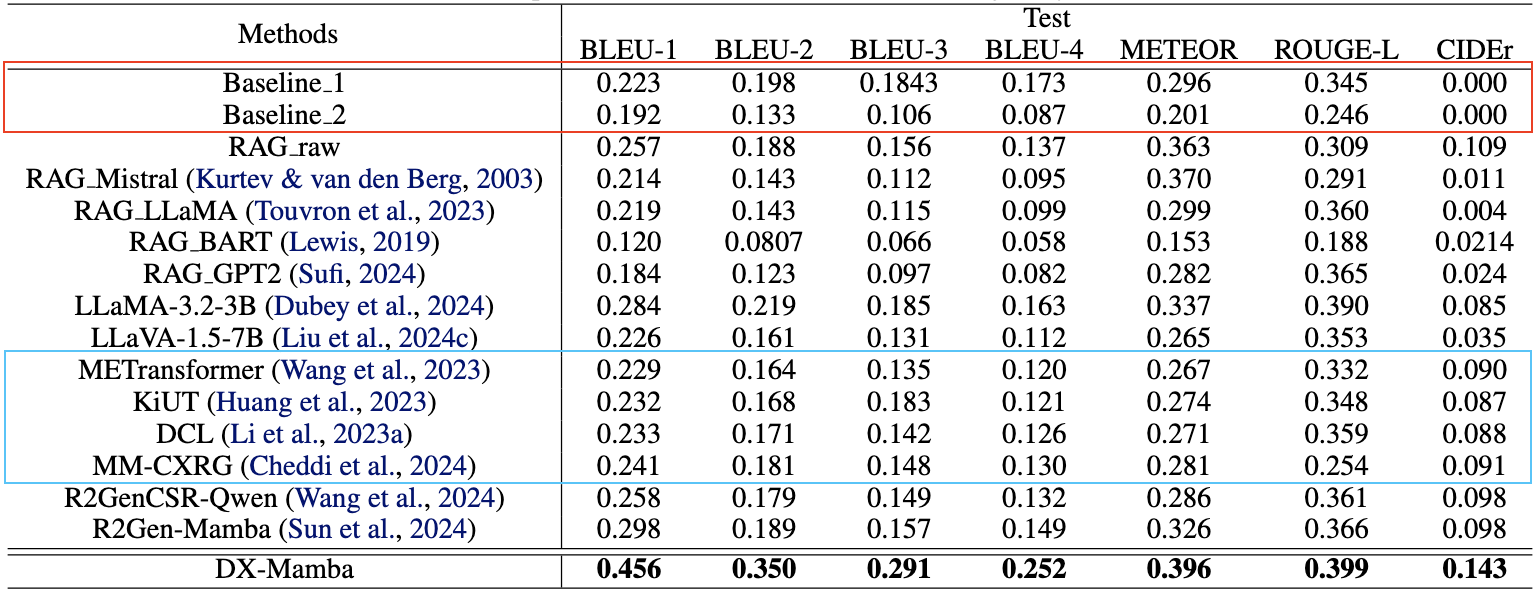 Methods Test
BLEU-1 BLEU-2 BLEU-3 BLEU-4 METEOR ROUGE-L CIDEr
Baseline_1 0.223 0.198 0.1843 0.173 0.296 0.345 0.000
Baseline_2 0.192 0.133 0.106 0.087 0.201 0.246 0.000
RAG_raw 0.257 0.188 0.156 0.137 0.363 0.309 0.109
RAG_Mistral (Kurtev & van den Berg, 2003) 0.214 0.143 0.112 0.095 0.370 0.291 0.011
RAG_LLaMA (Touvron et al., 2023) 0.219 0.143 0.115 0.099 0.299 0.360 0.004
RAG_BART (Lewis, 2019) 0.120 0.0807 0.066 0.058 0.153 0.188 0.0214
RAG_GPT2 (Sufi, 2024) 0.184 0.123 0.097 0.082 0.282 0.365 0.024
LLaMA-3.2-3B (Dubey et al., 2024) 0.284 0.219 0.185 0.163 0.337 0.390 0.085
LLaVA-1.5-7B (Liu et al., 2024c) 0.226 0.161 0.131 0.112 0.265 0.353 0.035
METransformer (Wang et al., 2023) 0.229 0.164 0.135 0.120 0.267 0.332 0.090
KiUT (Huang et al., 2023) 0.232 0.168 0.183 0.121 0.274 0.348 0.087
DCL (Li et al., 2023a) 0.233 0.171 0.142 0.126 0.271 0.359 0.088
MM-CXRG (Cheddi et al., 2024) 0.241 0.181 0.148 0.130 0.281 0.254 0.091
R2GenCSR-Qwen (Wang et al., 2024) 0.258 0.179 0.149 0.132 0.286 0.361 0.098
R2Gen-Mamba (Sun et al., 2024) 0.298 0.189 0.157 0.149 0.326 0.366 0.098
DX-Mamba 0.456 0.350 0.291 0.252 0.396 0.399 0.143